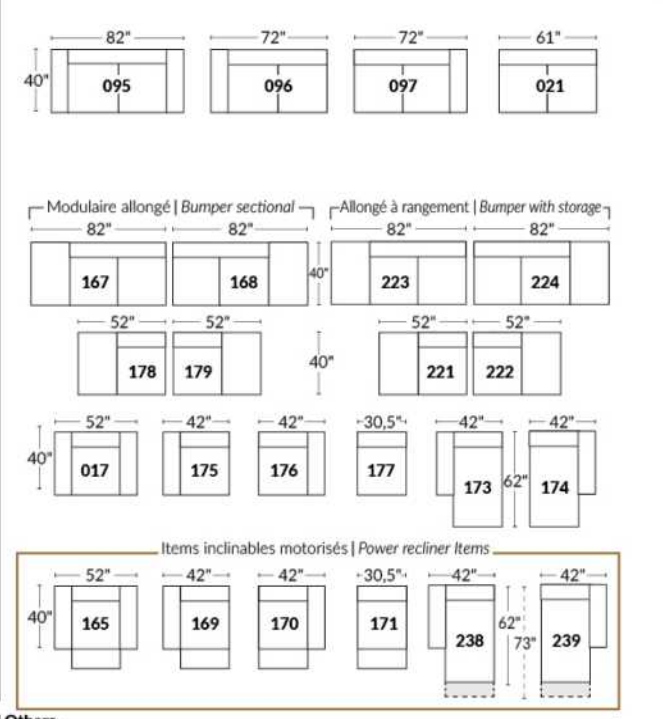 82" 72" 72" 61"
40" 095 096 097 021
Modulaire allongé | Bumper sectional Allongé à rangement | Bumper with storage
82" 82" 82" 82"
167 168 40" 223 224
52" 52" 52" 52"
178 179 40" 221 222
52" 42" 42" 30,5" 42" 42"
40" 017 175 176 177 173 62" 174
Items inclinables motorisés | Power recliner Items
52" 42" 42" 30,5" 42" 42"
40" 165 169 170 171 238 62" 73" 239